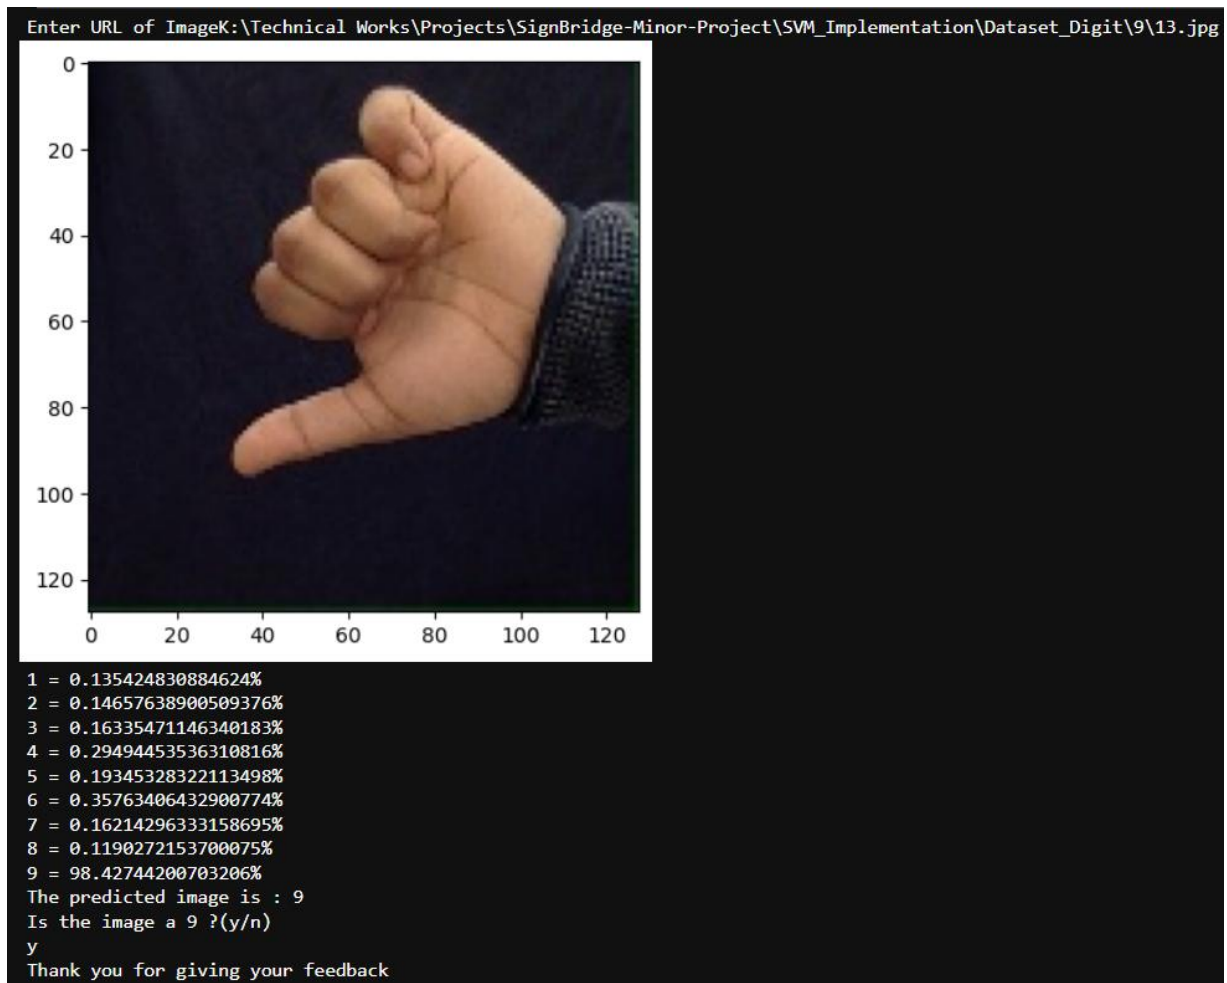 Enter URL of ImageK:\Technical Works\Projects\SignBridge-Minor-Project\SVM_Implementation\Dataset_Digit\9\13.jpg
0
20
40
60
80
100
120
0 20 40 60 80 100 120
1 = 0.135424830884624%
2 = 0.14657638900509376%
3 = 0.16335471146340183%
4 = 0.29494453536310816%
5 = 0.19345328322113498%
6 = 0.35763406432900774%
7 = 0.16214296333158695%
8 = 0.1190272153700075%
9 = 98.42744200703206%
The predicted image is : 9
Is the image a 9 ?(y/n)
y
Thank you for giving your feedback